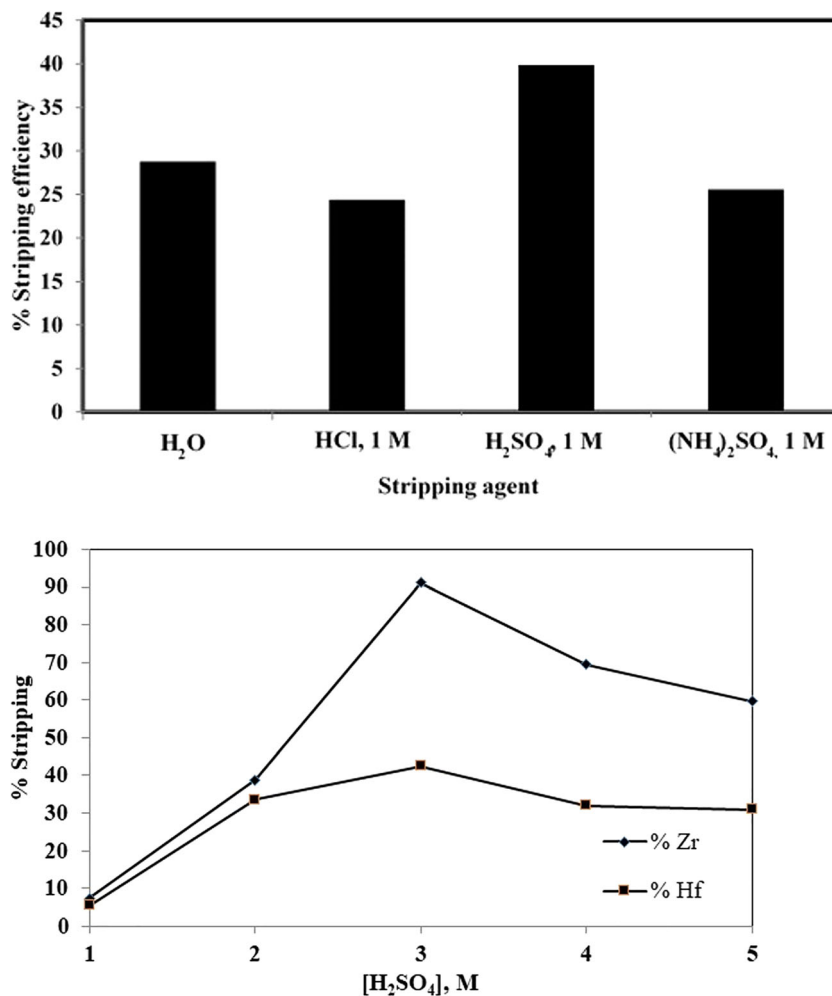 45
40
35
30
25
20
15
10
5
0
% Stripping efficiency
H₂O HCl, 1 M H₂SO₄, 1 M (NH₄)₂SO₄, 1 M
Stripping agent
100
90
80
70
60
50
40
30
20
10
0
% Stripping
% Zr
% Hf
1 2 3 4 5
[H₂SO₄], M